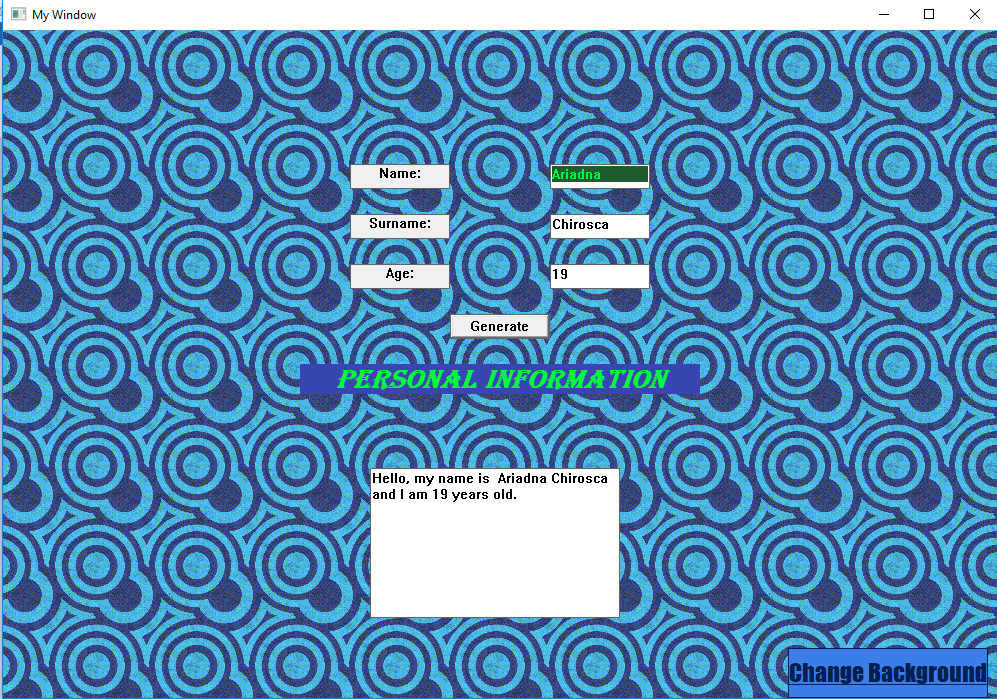 My Window
Name:
Ariadna
Surname:
Chirosca
Age:
19
Generate
PERSONAL INFORMATION
Hello, my name is  Ariadna Chirosca
and I am 19 years old.
Change Background